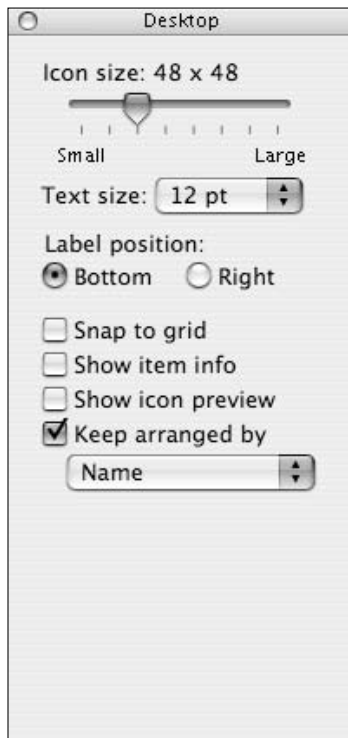 Desktop
Icon size: 48 x 48
Small Large
Text size: 12 pt
Label position:
Bottom Right
Snap to grid
Show item info
Show icon preview
Keep arranged by
Name